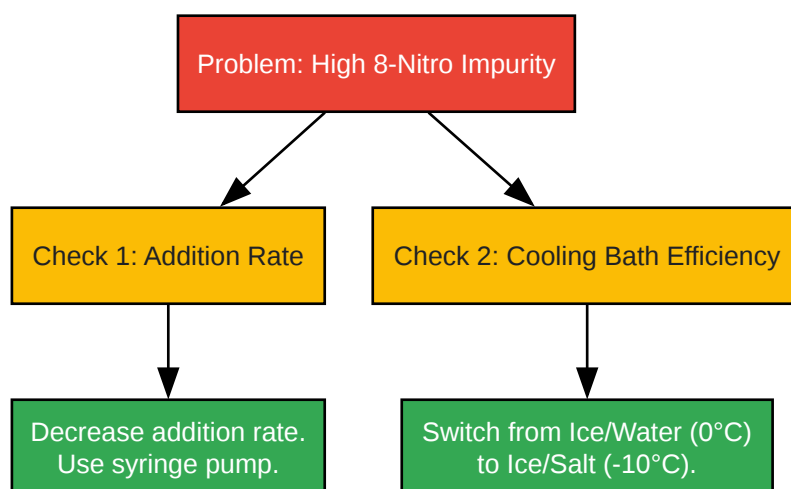 Problem: High 8-Nitro Impurity
Check 1: Addition Rate
Check 2: Cooling Bath Efficiency
Decrease addition rate.
Use syringe pump.
Switch from Ice/Water (0°C)
to Ice/Salt (-10°C).